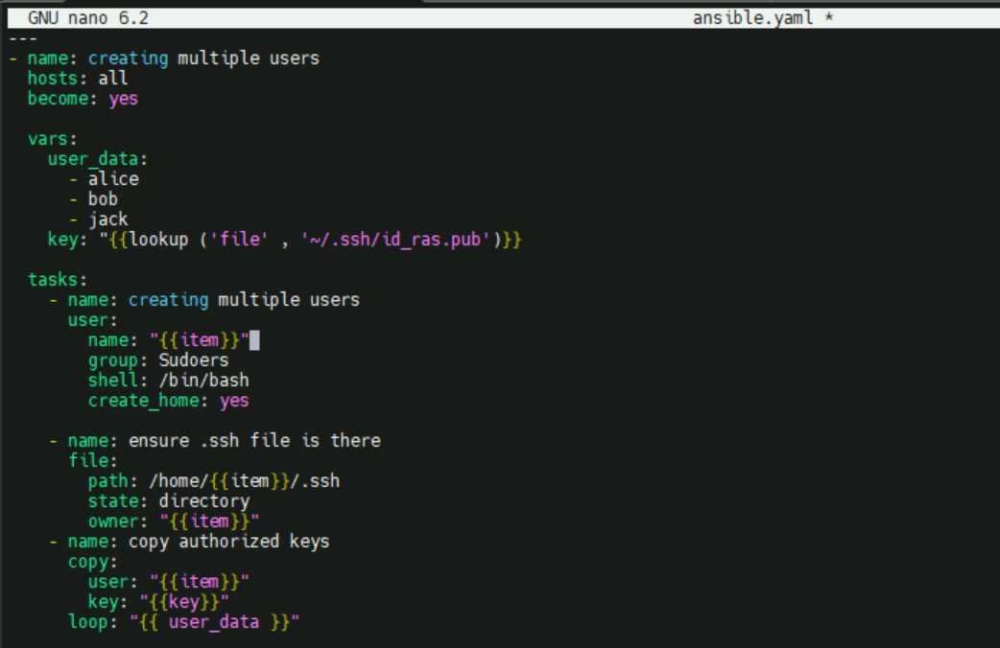 GNU nano 6.2 ansible.yaml *
---
- name: creating multiple users
  hosts: all
  become: yes

  vars:
    user_data:
      - alice
      - bob
      - jack
    key: "{{lookup ('file' , '~/.ssh/id_ras.pub')}}

  tasks:
    - name: creating multiple users
      user:
        name: "{{item}}"
        group: Sudoers
        shell: /bin/bash
        create_home: yes

    - name: ensure .ssh file is there
      file:
        path: /home/{{item}}/.ssh
        state: directory
        owner: "{{item}}"
    - name: copy authorized keys
      copy:
        user: "{{item}}"
        key: "{{key}}"
      loop: "{{ user_data }}"